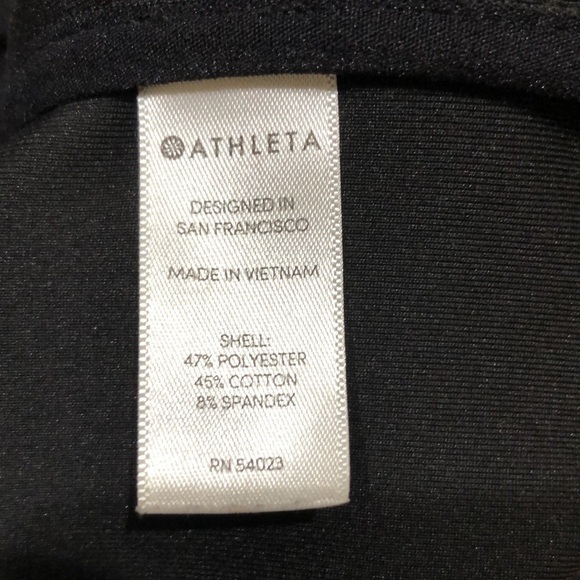 ATHLETA
DESIGNED IN
SAN FRANCISCO
MADE IN VIETNAM
SHELL:
47% POLYESTER
45% COTTON
8% SPANDEX
RN 54023